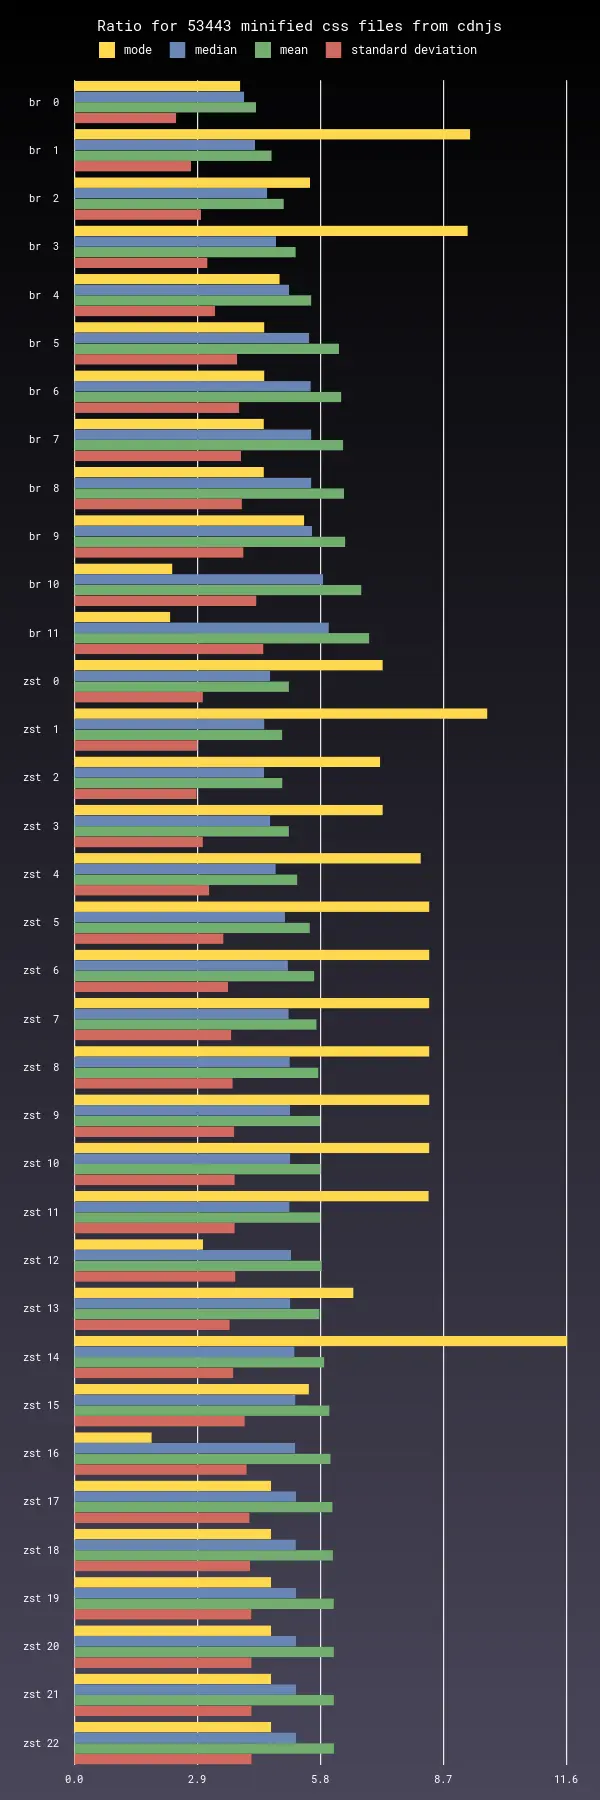 Ratio for 53443 minified css files from cdnjs
mode median mean standard deviation
br 0
br 1
br 2
br 3
br 4
br 5
br 6
br 7
br 8
br 9
br 10
br 11
zst 0
zst 1
zst 2
zst 3
zst 4
zst 5
zst 6
zst 7
zst 8
zst 9
zst 10
zst 11
zst 12
zst 13
zst 14
zst 15
zst 16
zst 17
zst 18
zst 19
zst 20
zst 21
zst 22
0.0 2.9 5.8 8.7 11.6